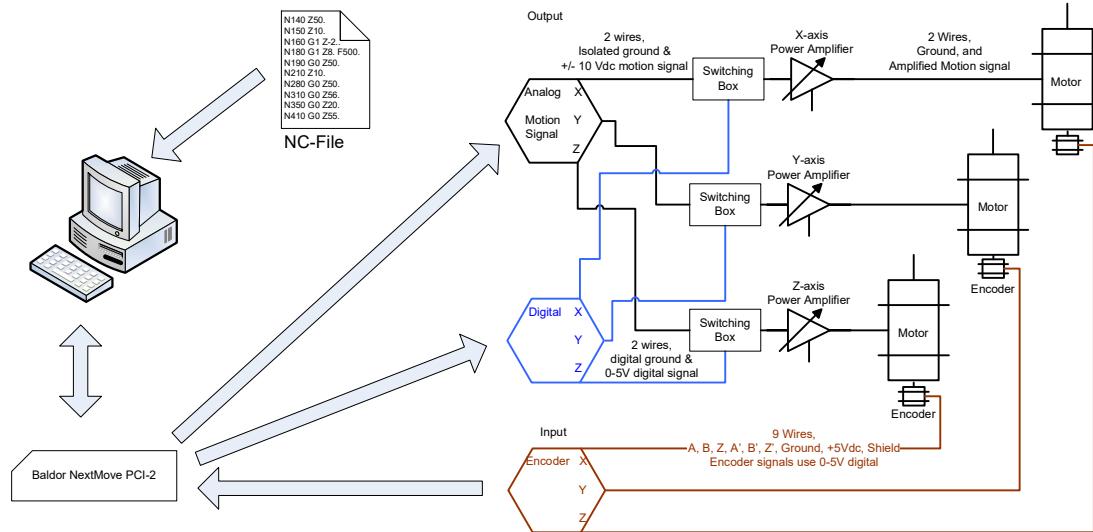 N140 Z50.
N150 Z10.
N160 G1 Z-2..
N180 G1 Z8. F500.
N190 G0 Z50.
N210 Z10.
N280 G0 Z50.
N310 G0 Z56.
N350 G0 Z20.
N410 G0 Z55.
NC-File
Output
2 wires,
Isolated ground &
+/- 10 Vdc motion signal
Switching
Box
X-axis
Power Amplifier
2 Wires,
Ground, and
Amplified Motion signal
Motor
Analog
Motion
Signal
X
Y
Z
Switching
Box
Y-axis
Power Amplifier
Motor
Encoder
Digital
X
Y
Z
2 wires,
digital ground &
0-5V digital signal
Switching
Box
Z-axis
Power Amplifier
Motor
Encoder
Baldor NextMove PCI-2
Input
Encoder
X
Y
Z
9 Wires,
A, B, Z, A', B', Z', Ground, +5Vdc, Shield
Encoder signals use 0-5V digital